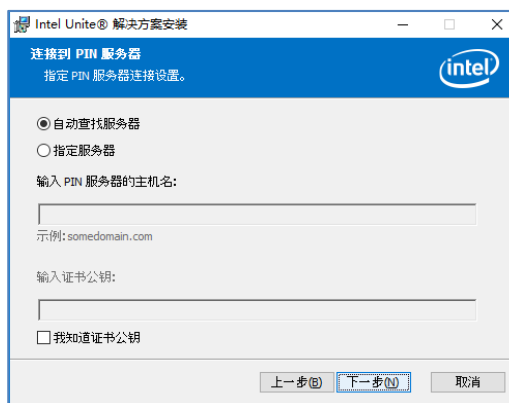 Intel Unite® 解决方案安装
连接到 PIN 服务器
指定 PIN 服务器连接设置。
intel
自动查找服务器
指定服务器
输入 PIN 服务器的主机名:
示例: somedomain.com
输入证书公钥:
我知道证书公钥
上一步(B) 下一步(N) 取消